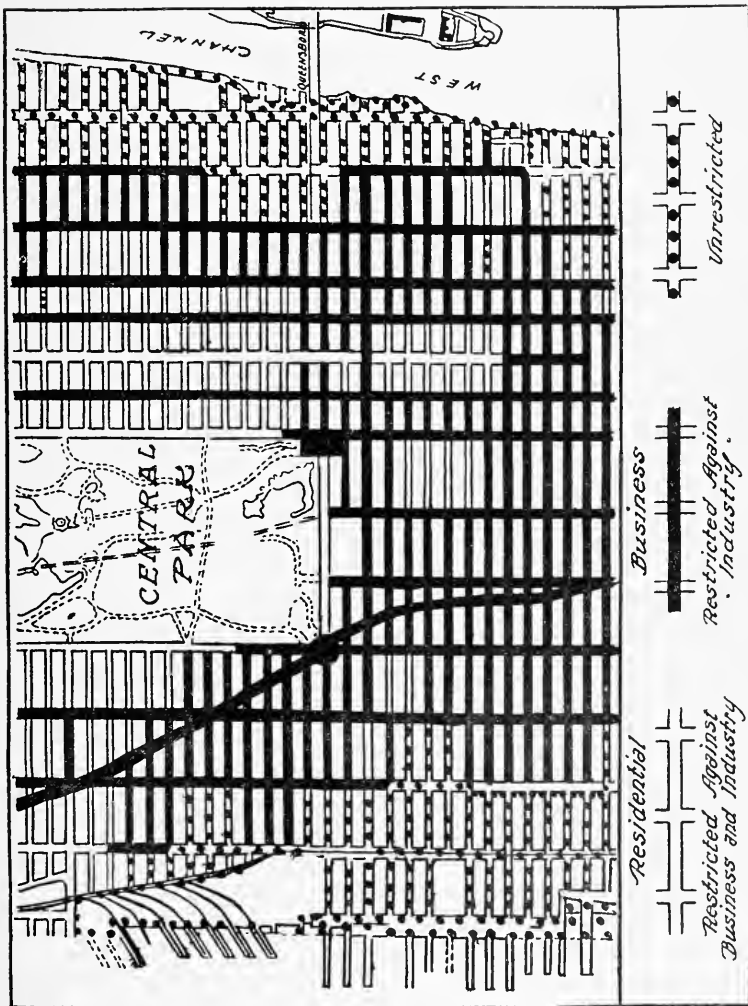 WEST
CHANNEL
QUEENSBORO
CENTRAL
PARK
Residential
Restricted Against
Business and Industry
Business
Restricted Against
Industry
Unrestricted